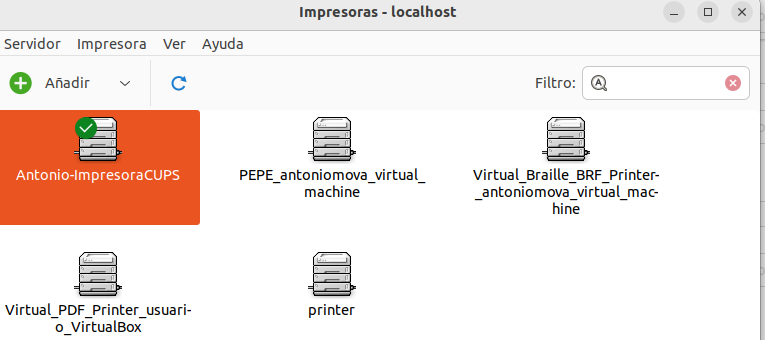 Impresoras - localhost
Servidor Impresora Ver Ayuda
Añadir Filtro:
Antonio-ImpresoraCUPS
PEPE_antoniomova_virtual_
machine
Virtual_Braille_BRF_Printer-
_antoniomova_virtual_mac-
hine
Virtual_PDF_Printer_usuari-
o_VirtualBox
printer